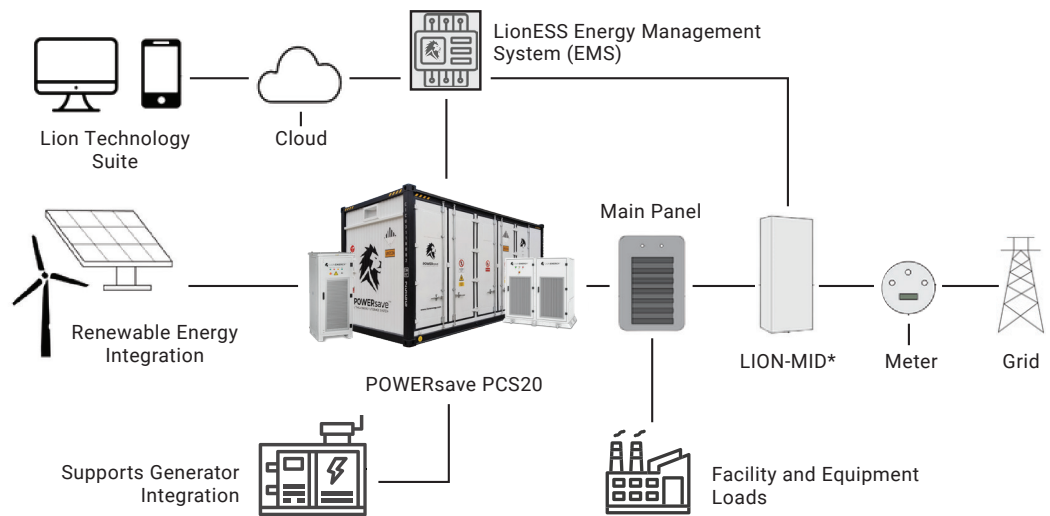 LionESS Energy Management
System (EMS)
Lion Technology
Suite
Cloud
Main Panel
POWERsave
Renewable Energy
Integration
LION-MID*
Meter
Grid
POWERsave PCS20
Supports Generator
Integration
Facility and Equipment
Loads